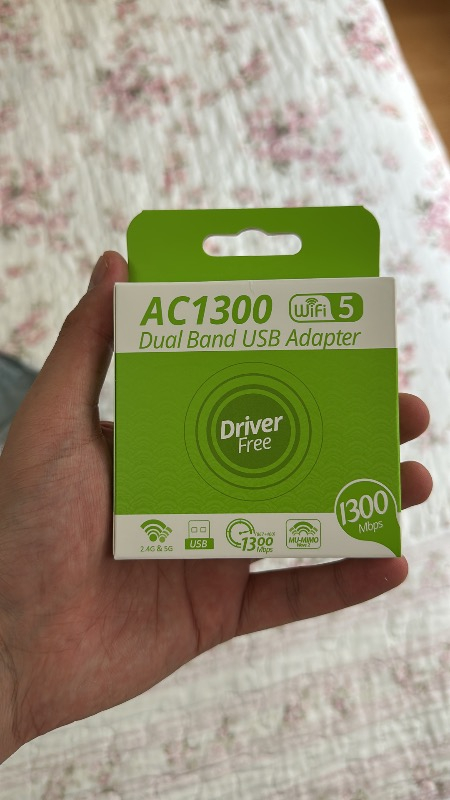 AC1300
WiFi 5
Dual Band USB Adapter
Driver
Free
1300
Mbps
2.4G & 5G
USB
1300
Mbps
MU-MIMO